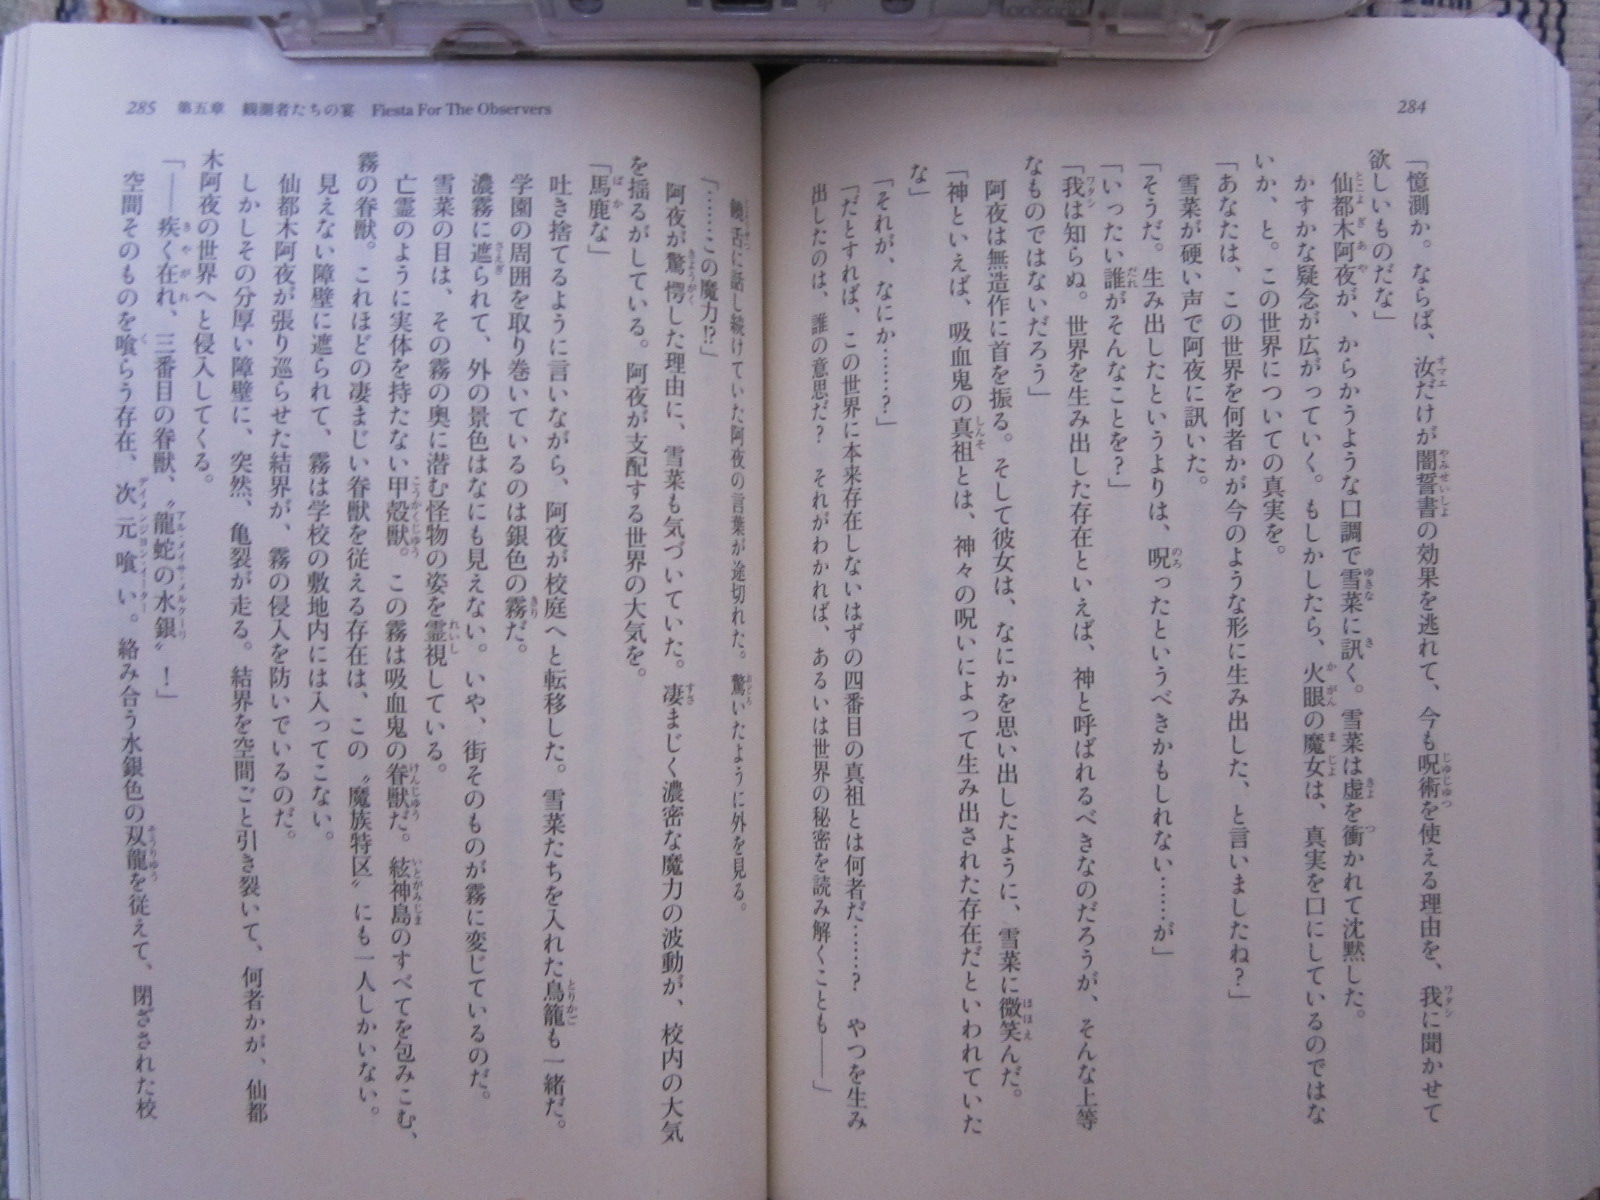 284
「憶測か。ならば、汝だけが闇誓書の効果を逃れて、今も呪術を使える理由を、我に聞かせて
欲しいものだな」
仙都木阿夜が、からかうような口調で雪菜に訊く。雪菜は虚を衝かれて沈黙した。
かすかな疑念が広がっていく。もしかしたら、火眼の魔女は、真実を口にしているのではな
いか、と。この世界についての真実を。
「あなたは、この世界を何者かが今のような形に生み出した、と言いましたね？」
雪菜が硬い声で阿夜に訊いた。
「そうだ。生み出したというよりは、呪ったというべきかもしれない……が」
「いったい誰がそんなことを？」
「我は知らぬ。世界を生み出した存在といえば、神と呼ばれるべきなのだろうが、そんな上等
なものではないだろう」
阿夜は無造作に首を振る。そして彼女は、なにかを思い出したように、雪菜に微笑んだ。
「神といえば、吸血鬼の真祖とは、神々の呪いによって生み出された存在だといわれていた
な」
「それが、なにか……？」
「だとすれば、この世界に本来存在しないはずの四番目の真祖とは何者だ……？　やつを生み
出したのは、誰の意思だ？　それがわかれば、あるいは世界の秘密を読み解くことも――」
285　第五章　観測者たちの宴　Fiesta For The Observers
饒舌に話し続けていた阿夜の言葉が途切れた。驚いたように外を見る。
「……この魔力!?」
阿夜が驚愕した理由に、雪菜も気づいていた。凄まじく濃密な魔力の波動が、校内の大気
を揺るがしている。阿夜が支配する世界の大気を。
「馬鹿な」
吐き捨てるように言いながら、阿夜が校庭へと転移した。雪菜たちを入れた鳥籠も一緒だ。
学園の周囲を取り巻いているのは銀色の霧だ。
濃霧に遮られて、外の景色はなにも見えない。いや、街そのものが霧に変じているのだ。
雪菜の目は、その霧の奥に潜む怪物の姿を霊視している。
亡霊のように実体を持たない甲殻獣。この霧は吸血鬼の眷獣だ。絃神島のすべてを包みこむ、
霧の眷獣。これほどの凄まじい眷獣を従える存在は、この〝魔族特区〟にも一人しかいない。
見えない障壁に遮られて、霧は学校の敷地内には入ってこない。
仙都木阿夜が張り巡らせた結界が、霧の侵入を防いでいるのだ。
しかしその分厚い障壁に、突然、亀裂が走る。結界を空間ごと引き裂いて、何者かが、仙都
木阿夜の世界へと侵入してくる。
「――疾く在れ、三番目の眷獣、〝龍蛇の水銀〟！」
空間そのものを喰らう存在、次元喰い。絡み合う水銀色の双龍を従えて、閉ざされた校